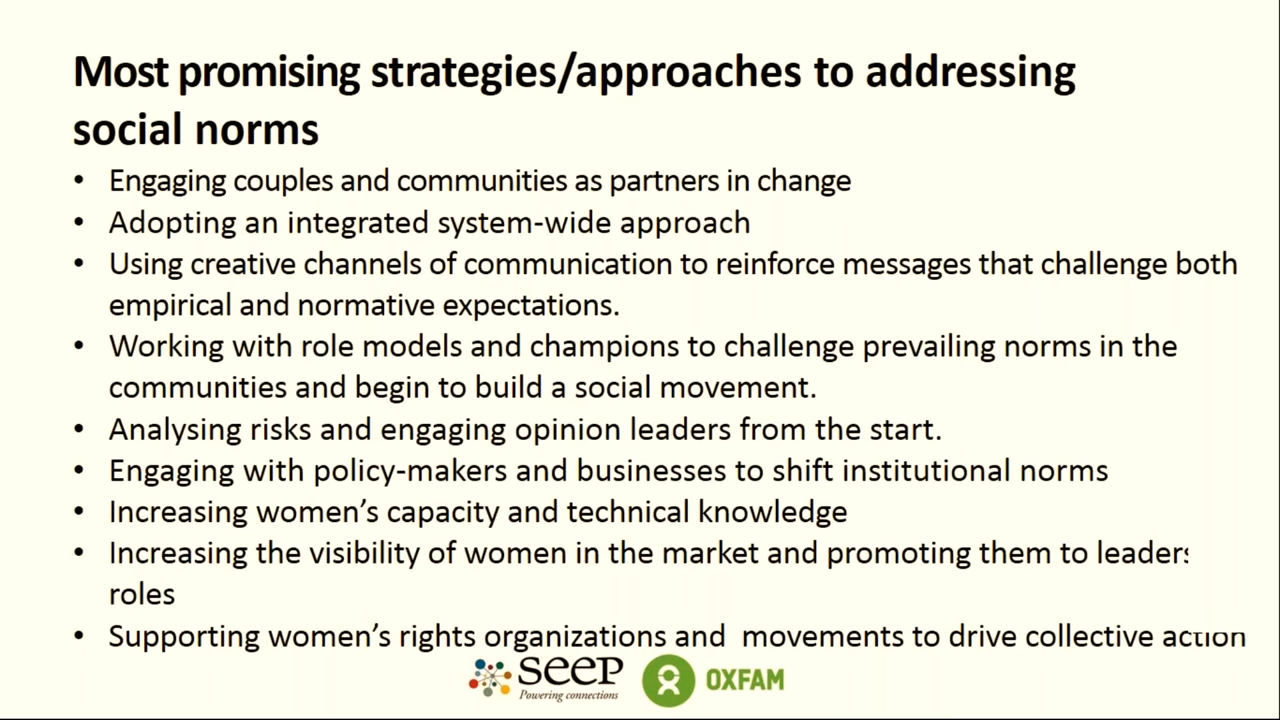 Most promising strategies/approaches to addressing
social norms
• Engaging couples and communities as partners in change
• Adopting an integrated system-wide approach
• Using creative channels of communication to reinforce messages that challenge both
empirical and normative expectations.
• Working with role models and champions to challenge prevailing norms in the
communities and begin to build a social movement.
• Analysing risks and engaging opinion leaders from the start.
• Engaging with policy-makers and businesses to shift institutional norms
• Increasing women's capacity and technical knowledge
• Increasing the visibility of women in the market and promoting them to leaders
roles
• Supporting women's rights organizations and  movements to drive collective action
SEEP
Powering connections
OXFAM